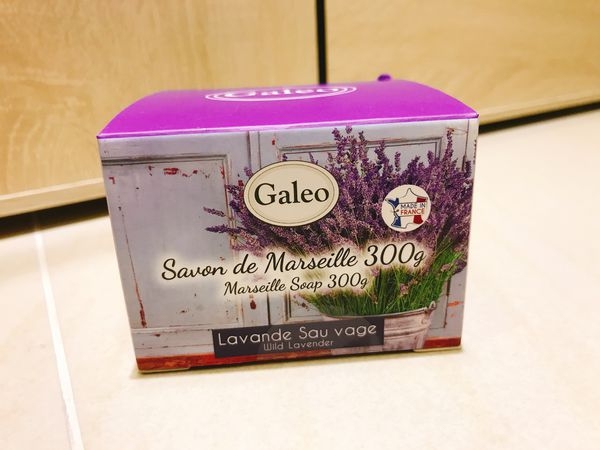 Galeo
Galeo
MADE IN
FRANCE
Savon de Marseille 300g
Marseille Soap 300g
Lavande Sau vage
Wild Lavender